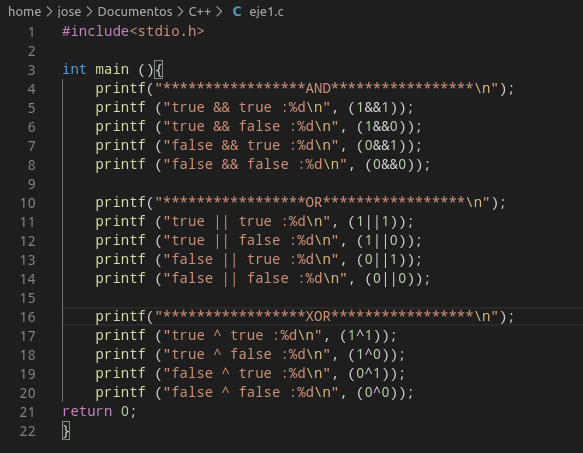 home > jose > Documentos > C++ > C eje1.c
1 #include<stdio.h>
2
3 int main (){
4     printf("*****************AND*****************\n");
5     printf ("true && true :%d\n", (1&&1));
6     printf ("true && false :%d\n", (1&&0));
7     printf ("false && true :%d\n", (0&&1));
8     printf ("false && false :%d\n", (0&&0));
9
10     printf("*****************OR*****************\n");
11     printf ("true || true :%d\n", (1||1));
12     printf ("true || false :%d\n", (1||0));
13     printf ("false || true :%d\n", (0||1));
14     printf ("false || false :%d\n", (0||0));
15
16     printf("*****************XOR*****************\n");
17     printf ("true ^ true :%d\n", (1^1));
18     printf ("true ^ false :%d\n", (1^0));
19     printf ("false ^ true :%d\n", (0^1));
20     printf ("false ^ false :%d\n", (0^0));
21 return 0;
22 }